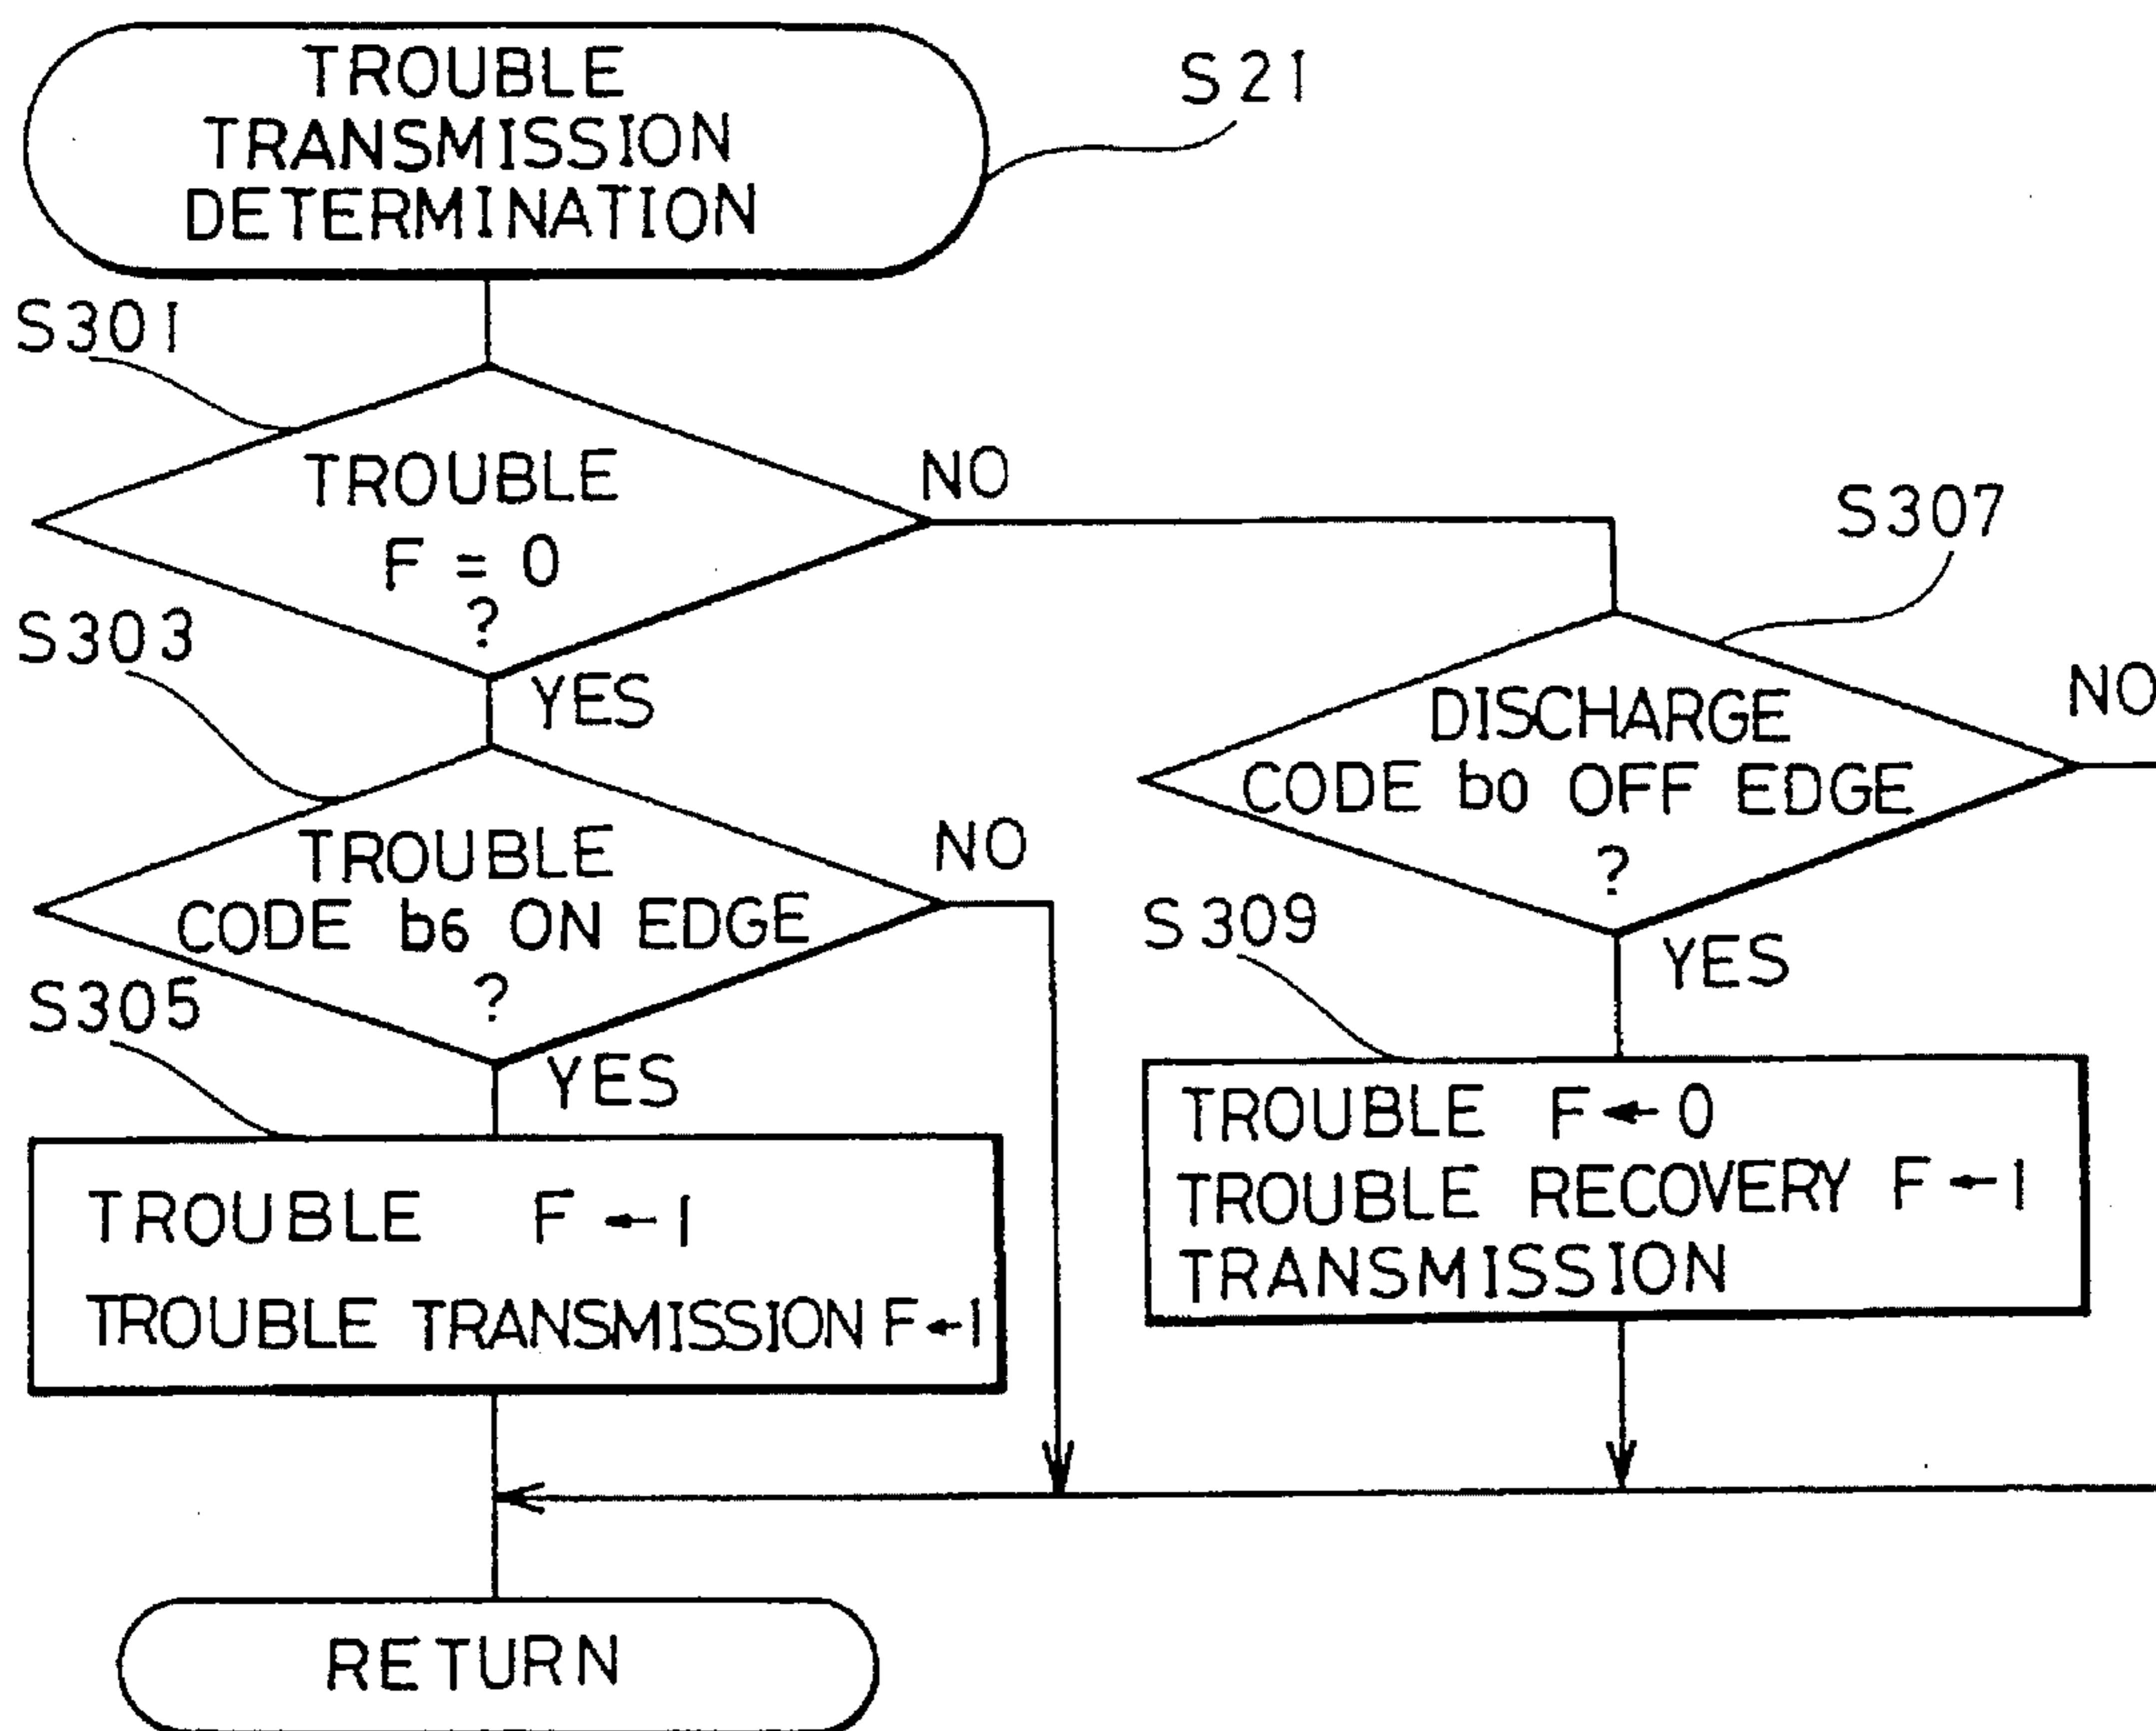 TROUBLE
TRANSMISSION
DETERMINATION
S21
S301
TROUBLE
F = 0
?
NO
YES
S303
TROUBLE
CODE b6 ON EDGE
?
NO
YES
S305
TROUBLE F ← 1
TROUBLE TRANSMISSION F ← 1
S307
DISCHARGE
CODE b0 OFF EDGE
?
NO
YES
S309
TROUBLE F ← 0
TROUBLE RECOVERY F ← 1
TRANSMISSION
RETURN